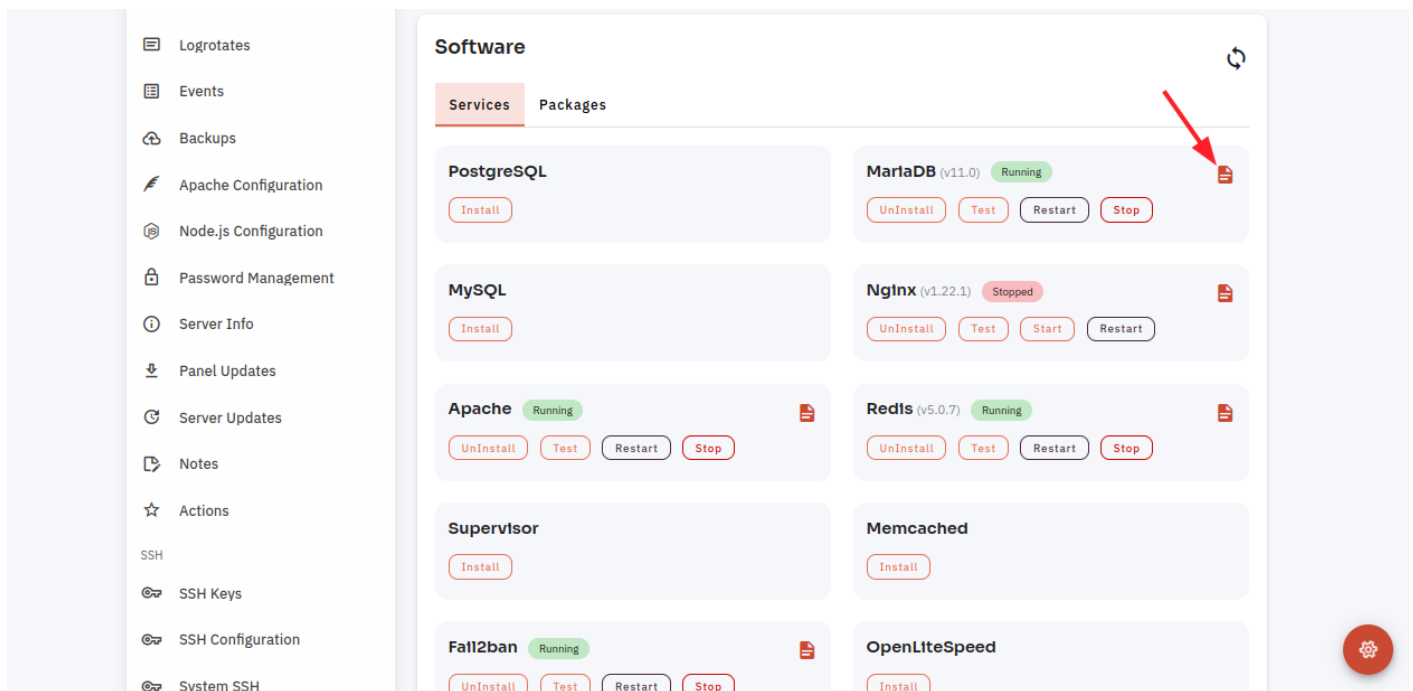 Logrotates
Events
Backups
Apache Configuration
Node.js Configuration
Password Management
Server Info
Panel Updates
Server Updates
Notes
Actions
SSH
SSH Keys
SSH Configuration
System SSH
Software
Services Packages
PostgreSQL
Install
MariaDB (v11.0) Running
UnInstall Test Restart Stop
MySQL
Install
Nginx (v1.22.1) Stopped
UnInstall Test Start Restart
Apache Running
UnInstall Test Restart Stop
Redis (v5.0.7) Running
UnInstall Test Restart Stop
Supervisor
Install
Memcached
Install
Fail2ban Running
UnInstall Test Restart Stop
OpenLiteSpeed
Install